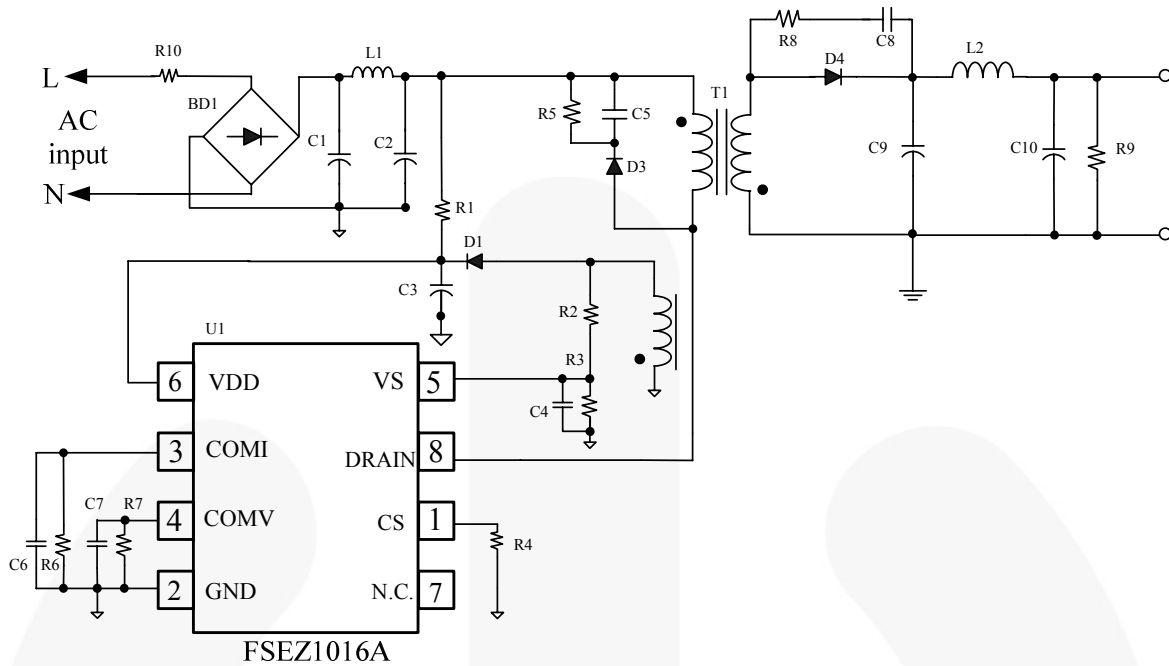 R10
L
AC
input
N
BD1
L1
C1
C2
R5
C5
D3
T1
R8
C8
D4
L2
C9
C10
R9
R1
D1
C3
R2
R3
C4
U1
6
VDD
VS
5
3
COMI
DRAIN
8
4
COMV
CS
1
2
GND
N.C.
7
C7
R7
C6
R6
R4
FSEZ1016A